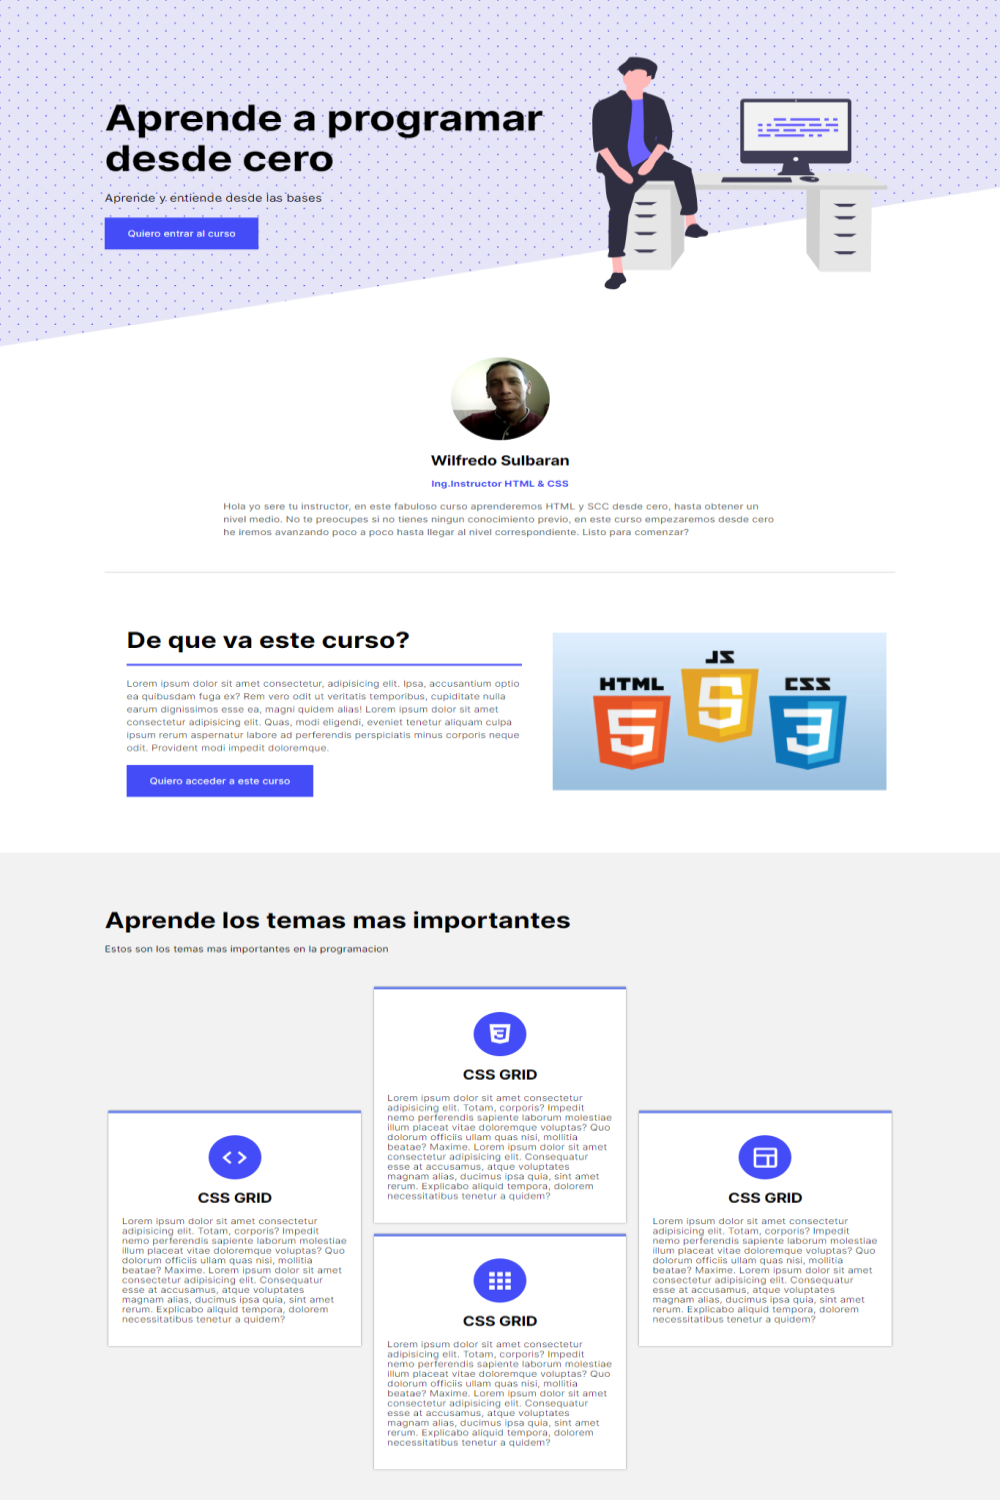 Aprende a programar
desde cero
Aprende y entiende desde las bases
Quiero entrar al curso
Wilfredo Sulbaran
Ing.Instructor HTML & CSS
Hola yo sere tu instructor, en este fabuloso curso aprenderemos HTML y SCC desde cero, hasta obtener un
nivel medio. No te preocupes si no tienes ningun conocimiento previo, en este curso empezaremos desde cero
he iremos avanzando poco a poco hasta llegar al nivel correspondiente. Listo para comenzar?
De que va este curso?
Lorem ipsum dolor sit amet consectetur, adipisicing elit. Ipsa, accusantium optio
ea quibusdam fuga ex? Rem vero odit ut veritatis temporibus, cupiditate nulla
earum dignissimos esse ea, magni quidem alias! Lorem ipsum dolor sit amet
consectetur adipisicing elit. Quas, modi eligendi, eveniet tenetur aliquam culpa
ipsum rerum aspernatur labore ad perferendis perspiciatis minus corporis neque
odit. Provident modi impedit doloremque.
Quiero acceder a este curso
HTML
JS
CSS
5
5
3
Aprende los temas mas importantes
Estos son los temas mas importantes en la programacion
3
CSS GRID
Lorem ipsum dolor sit amet consectetur
adipisicing elit. Totam, corporis? Impedit
nemo perferendis sapiente laborum molestiae
illum placeat vitae doloremque voluptas? Quo
dolorum officiis ullam quas nisi, mollitia
beatae? Maxime. Lorem ipsum dolor sit amet
consectetur adipisicing elit. Consequatur
esse at accusamus, atque voluptates
magnam alias, ducimus ipsa quia, sint amet
rerum. Explicabo aliquid tempora, dolorem
necessitatibus tenetur a quidem?
CSS GRID
Lorem ipsum dolor sit amet consectetur
adipisicing elit. Totam, corporis? Impedit
nemo perferendis sapiente laborum molestiae
illum placeat vitae doloremque voluptas? Quo
dolorum officiis ullam quas nisi, mollitia
beatae? Maxime. Lorem ipsum dolor sit amet
consectetur adipisicing elit. Consequatur
esse at accusamus, atque voluptates
magnam alias, ducimus ipsa quia, sint amet
rerum. Explicabo aliquid tempora, dolorem
necessitatibus tenetur a quidem?
CSS GRID
Lorem ipsum dolor sit amet consectetur
adipisicing elit. Totam, corporis? Impedit
nemo perferendis sapiente laborum molestiae
illum placeat vitae doloremque voluptas? Quo
dolorum officiis ullam quas nisi, mollitia
beatae? Maxime. Lorem ipsum dolor sit amet
consectetur adipisicing elit. Consequatur
esse at accusamus, atque voluptates
magnam alias, ducimus ipsa quia, sint amet
rerum. Explicabo aliquid tempora, dolorem
necessitatibus tenetur a quidem?
CSS GRID
Lorem ipsum dolor sit amet consectetur
adipisicing elit. Totam, corporis? Impedit
nemo perferendis sapiente laborum molestiae
illum placeat vitae doloremque voluptas? Quo
dolorum officiis ullam quas nisi, mollitia
beatae? Maxime. Lorem ipsum dolor sit amet
consectetur adipisicing elit. Consequatur
esse at accusamus, atque voluptates
magnam alias, ducimus ipsa quia, sint amet
rerum. Explicabo aliquid tempora, dolorem
necessitatibus tenetur a quidem?